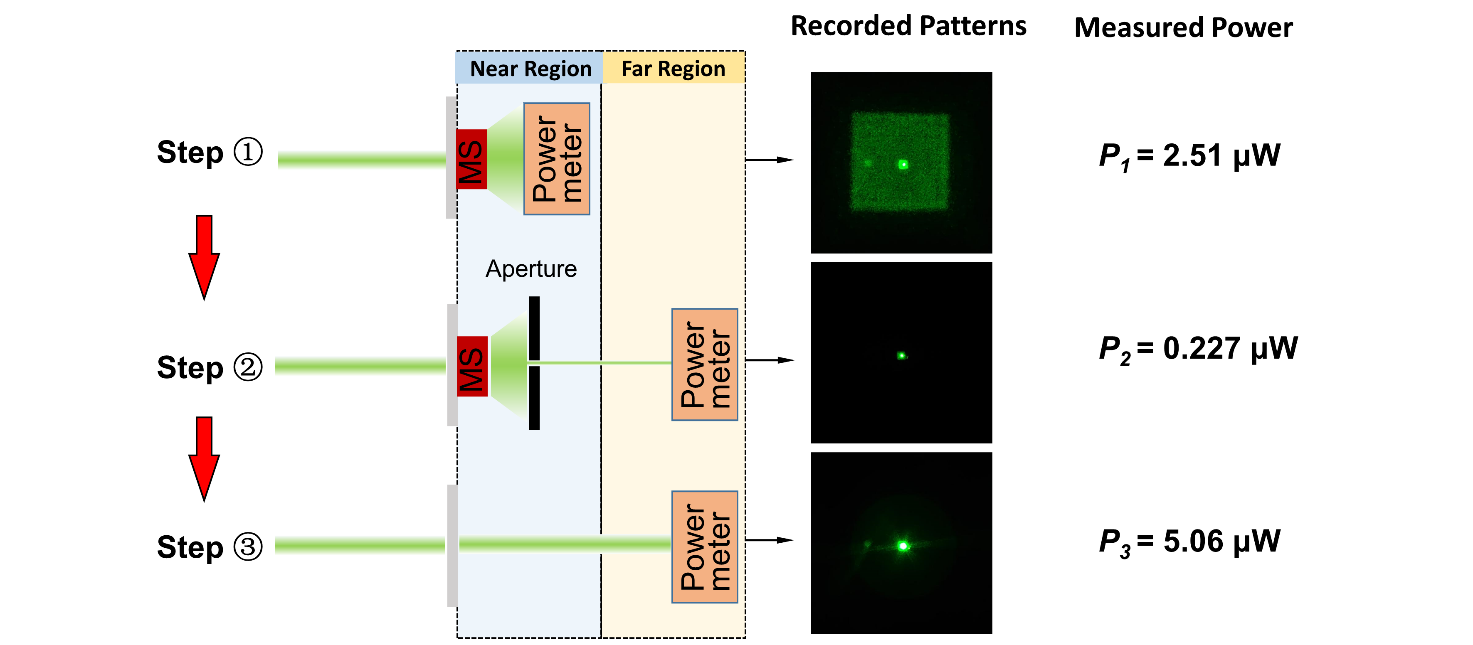 Recorded Patterns
Measured Power
Near Region
Far Region
Step ①
MS
Power
meter
P1 = 2.51 µW
Aperture
Step ②
MS
Power
meter
P2 = 0.227 µW
Step ③
Power
meter
P3 = 5.06 µW